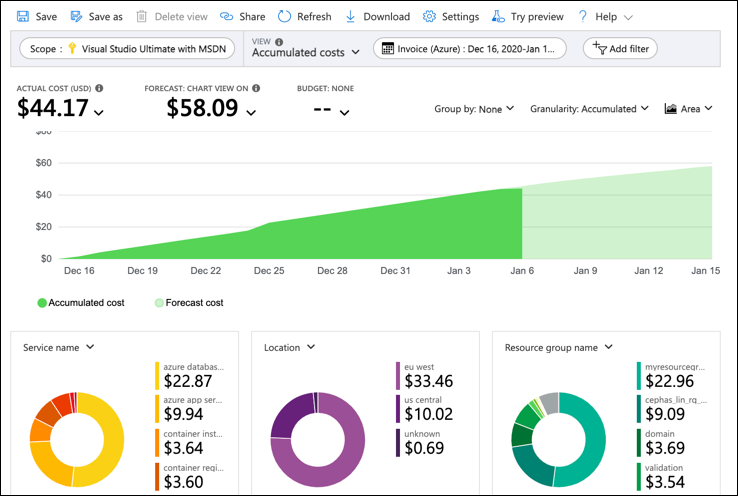 Save Save as Delete view Share Refresh Download Settings Try preview Help
Scope : Visual Studio Ultimate with MSDN
VIEW
Accumulated costs
Invoice (Azure) : Dec 16, 2020-Jan 1...
Add filter
ACTUAL COST (USD) FORECAST: CHART VIEW ON BUDGET: NONE
$44.17 $58.09 --
Group by: None Granularity: Accumulated Area
$80
$60
$40
$20
$0
Dec 16 Dec 19 Dec 22 Dec 25 Dec 28 Dec 31 Jan 3 Jan 6 Jan 9 Jan 12 Jan 15
Accumulated cost Forecast cost
Service name
azure databas...
$22.87
azure app ser...
$9.94
container inst...
$3.64
container regi...
$3.60
Location
eu west
$33.46
us central
$10.02
unknown
$0.69
Resource group name
myresourcegr...
$22.96
cephas_lin_rq_...
$9.09
domain
$3.69
validation
$3.54